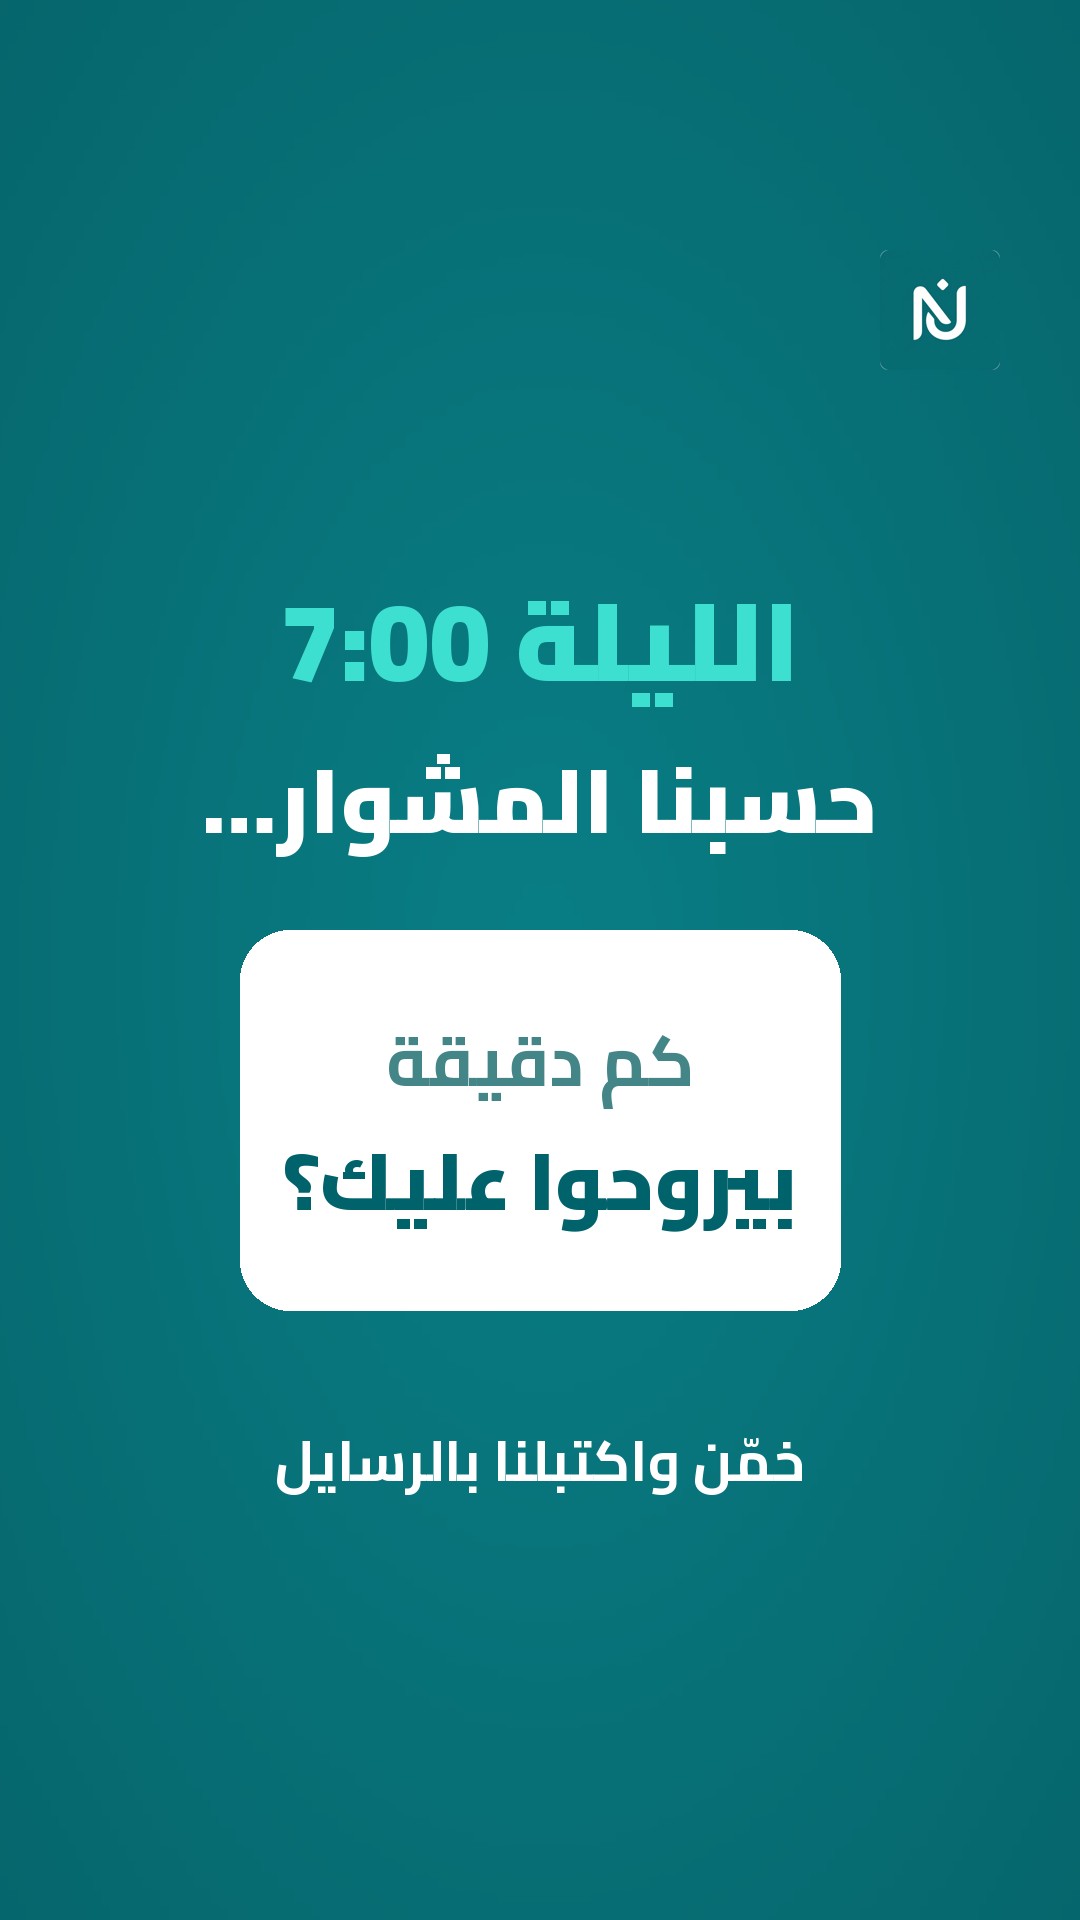 الليلة 7:00
حسبنا المشوار...
كم دقيقة
بيروحوا عليك؟
خمّن واكتبلنا بالرسايل